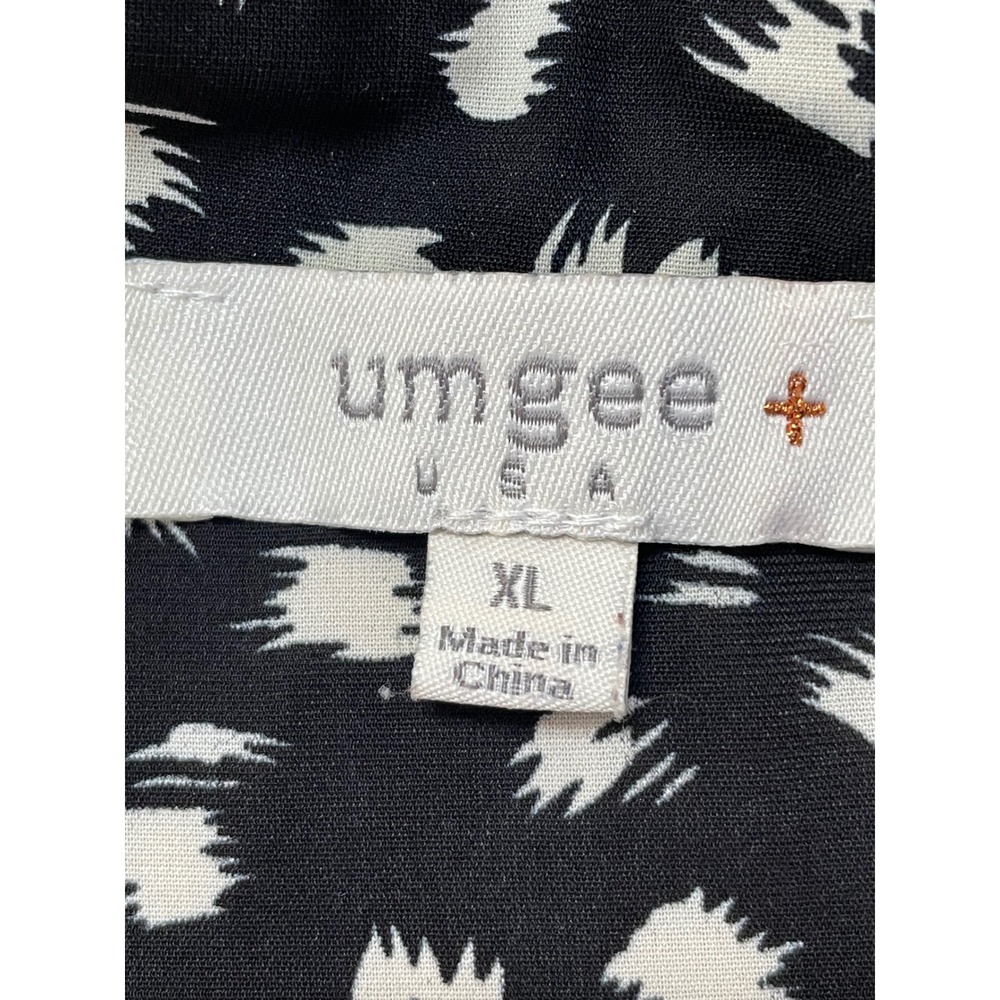 umgee +
USA
XL
Made in
China